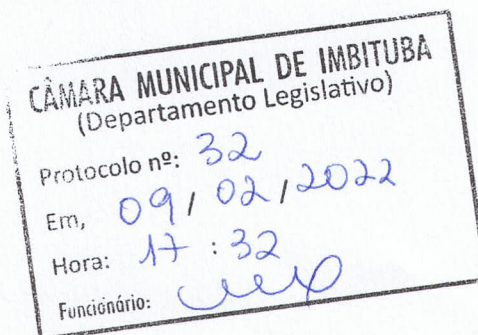 CÂMARA MUNICIPAL DE IMBITUBA
(Departamento Legislativo)
Protocolo nº: 32
Em, 09 / 02 / 2022
Hora: 17 : 32
Funcionário: